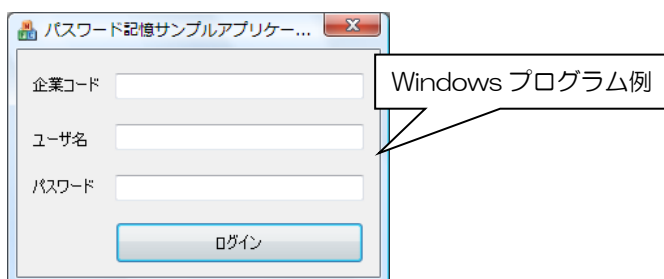 パスワード記憶サンプルアプリケー...
企業コード
Windows プログラム例
ユーザ名
パスワード
ログイン